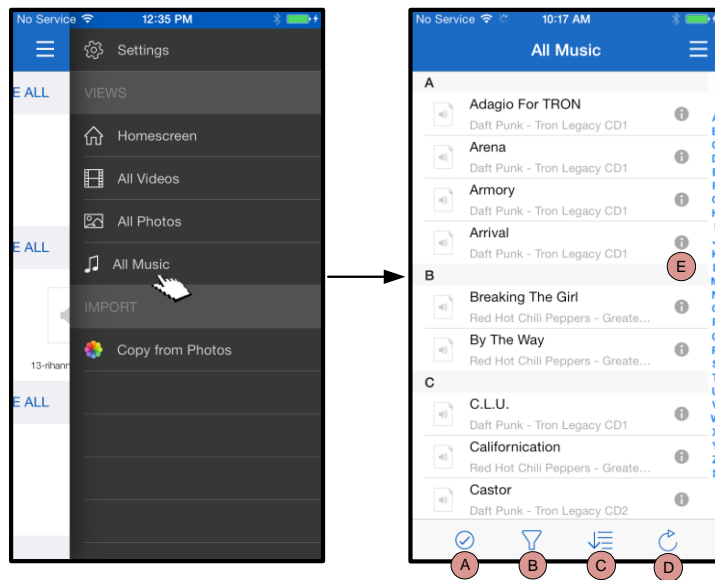 No Service 12:35 PM
Settings
E ALL
VIEWS
Homescreen
All Videos
All Photos
E ALL
All Music
IMPORT
Copy from Photos
13-rihann
E ALL
No Service 10:17 AM
All Music
A
Adagio For TRON
Daft Punk - Tron Legacy CD1
Arena
Daft Punk - Tron Legacy CD1
Armory
Daft Punk - Tron Legacy CD1
Arrival
Daft Punk - Tron Legacy CD1
E
B
Breaking The Girl
Red Hot Chili Peppers - Greate...
By The Way
Red Hot Chili Peppers - Greate...
C
C.L.U.
Daft Punk - Tron Legacy CD1
Californication
Red Hot Chili Peppers - Greate...
Castor
Daft Punk - Tron Legacy CD2
A B C D